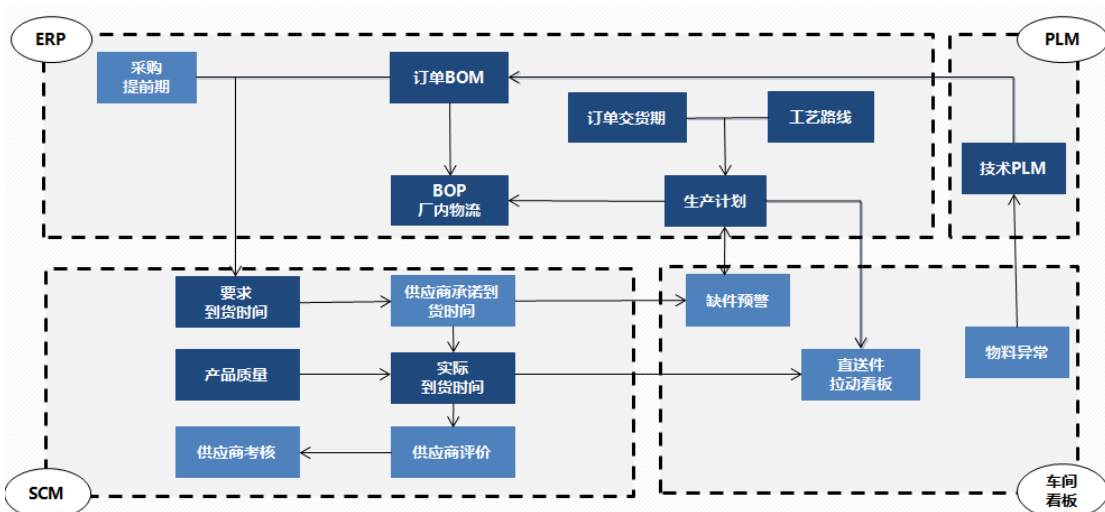 ERP
PLM
采购
提前期
订单BOM
订单交货期
工艺路线
技术PLM
BOP
厂内物流
生产计划
要求
到货时间
供应商承诺到
货时间
缺件预警
物料异常
产品质量
实际
到货时间
直送件
拉动看板
供应商考核
供应商评价
SCM
车间
看板